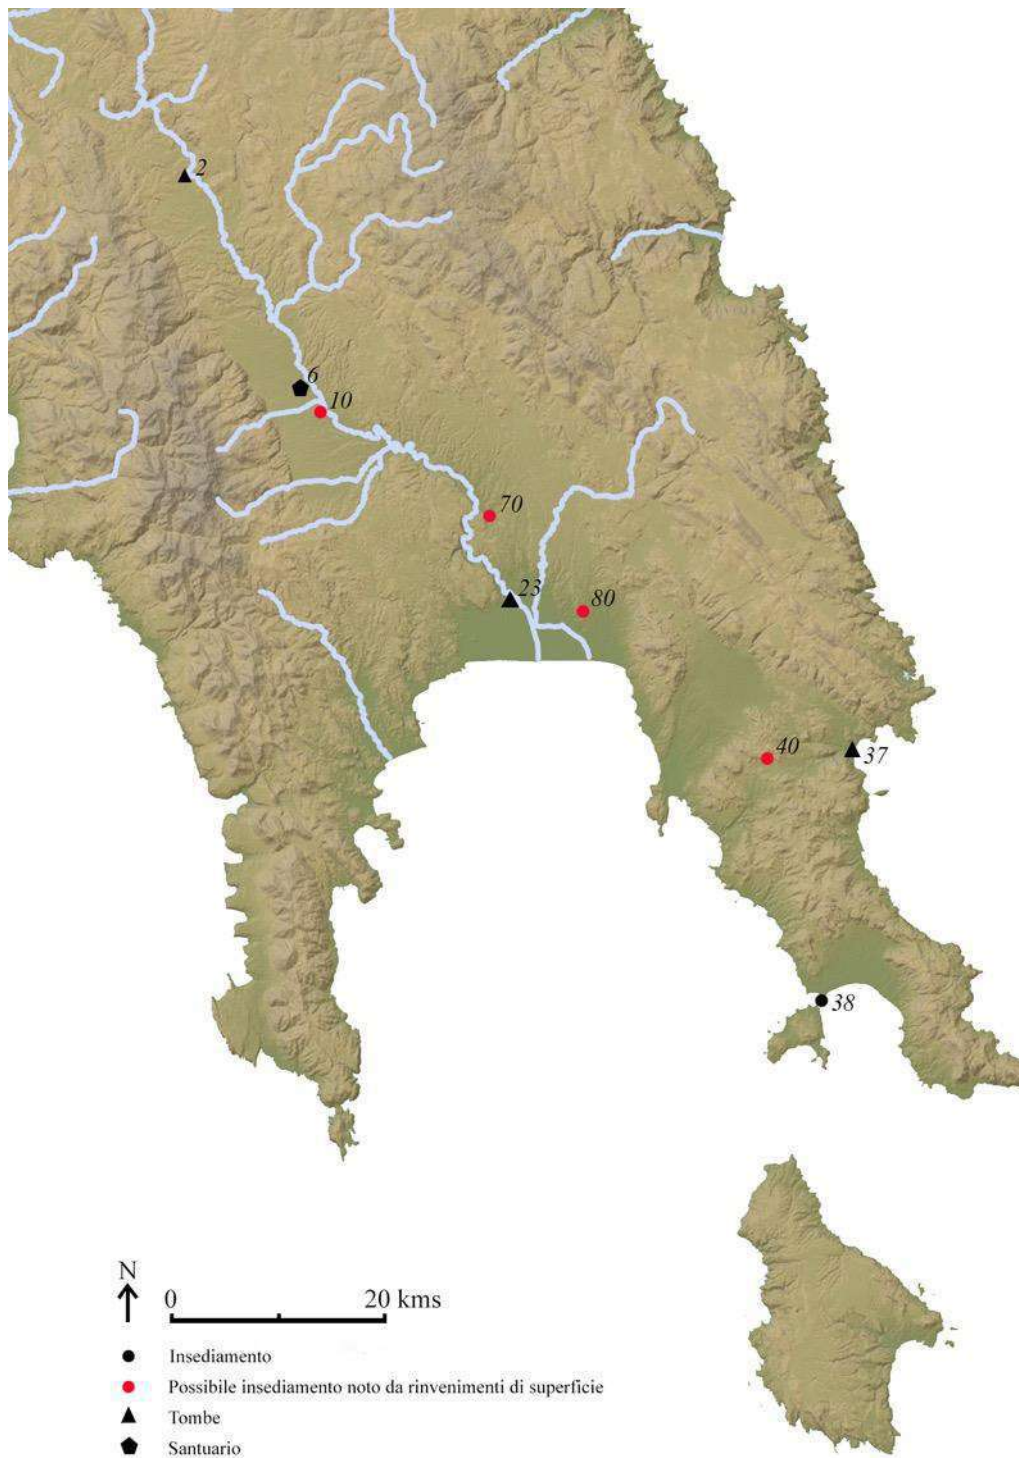 2
6
10
70
23
80
40
37
38
N
0 20 kms
Insediamento
Possibile insediamento noto da rinvenimenti di superficie
Tombe
Santuario